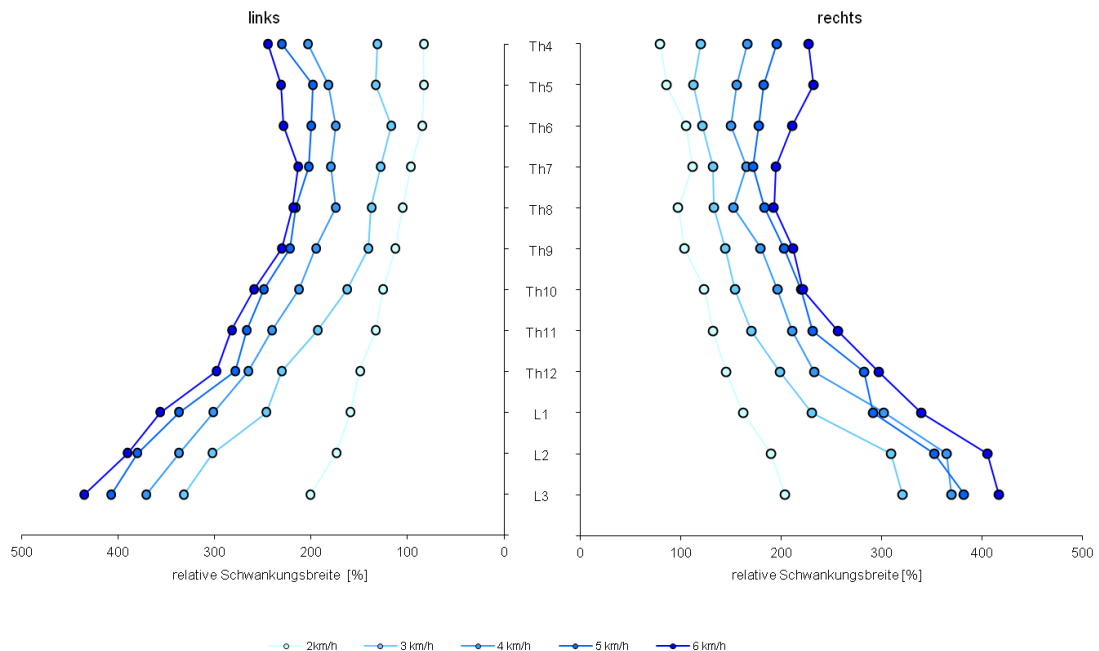 links rechts
Th4
Th5
Th6
Th7
Th8
Th9
Th10
Th11
Th12
L1
L2
L3
500 400 300 200 100 0 0 100 200 300 400 500
relative Schwankungsbreite [%] relative Schwankungsbreite [%]
2km/h 3 km/h 4 km/h 5 km/h 6 km/h